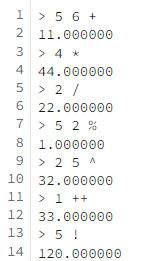 1 > 5 6 +
2 11.000000
3 > 4 *
4 44.000000
5 > 2 /
6 22.000000
7 > 5 2 %
8 1.000000
9 > 2 5 ^
10 32.000000
11 > 1 ++
12 33.000000
13 > 5 !
14 120.000000